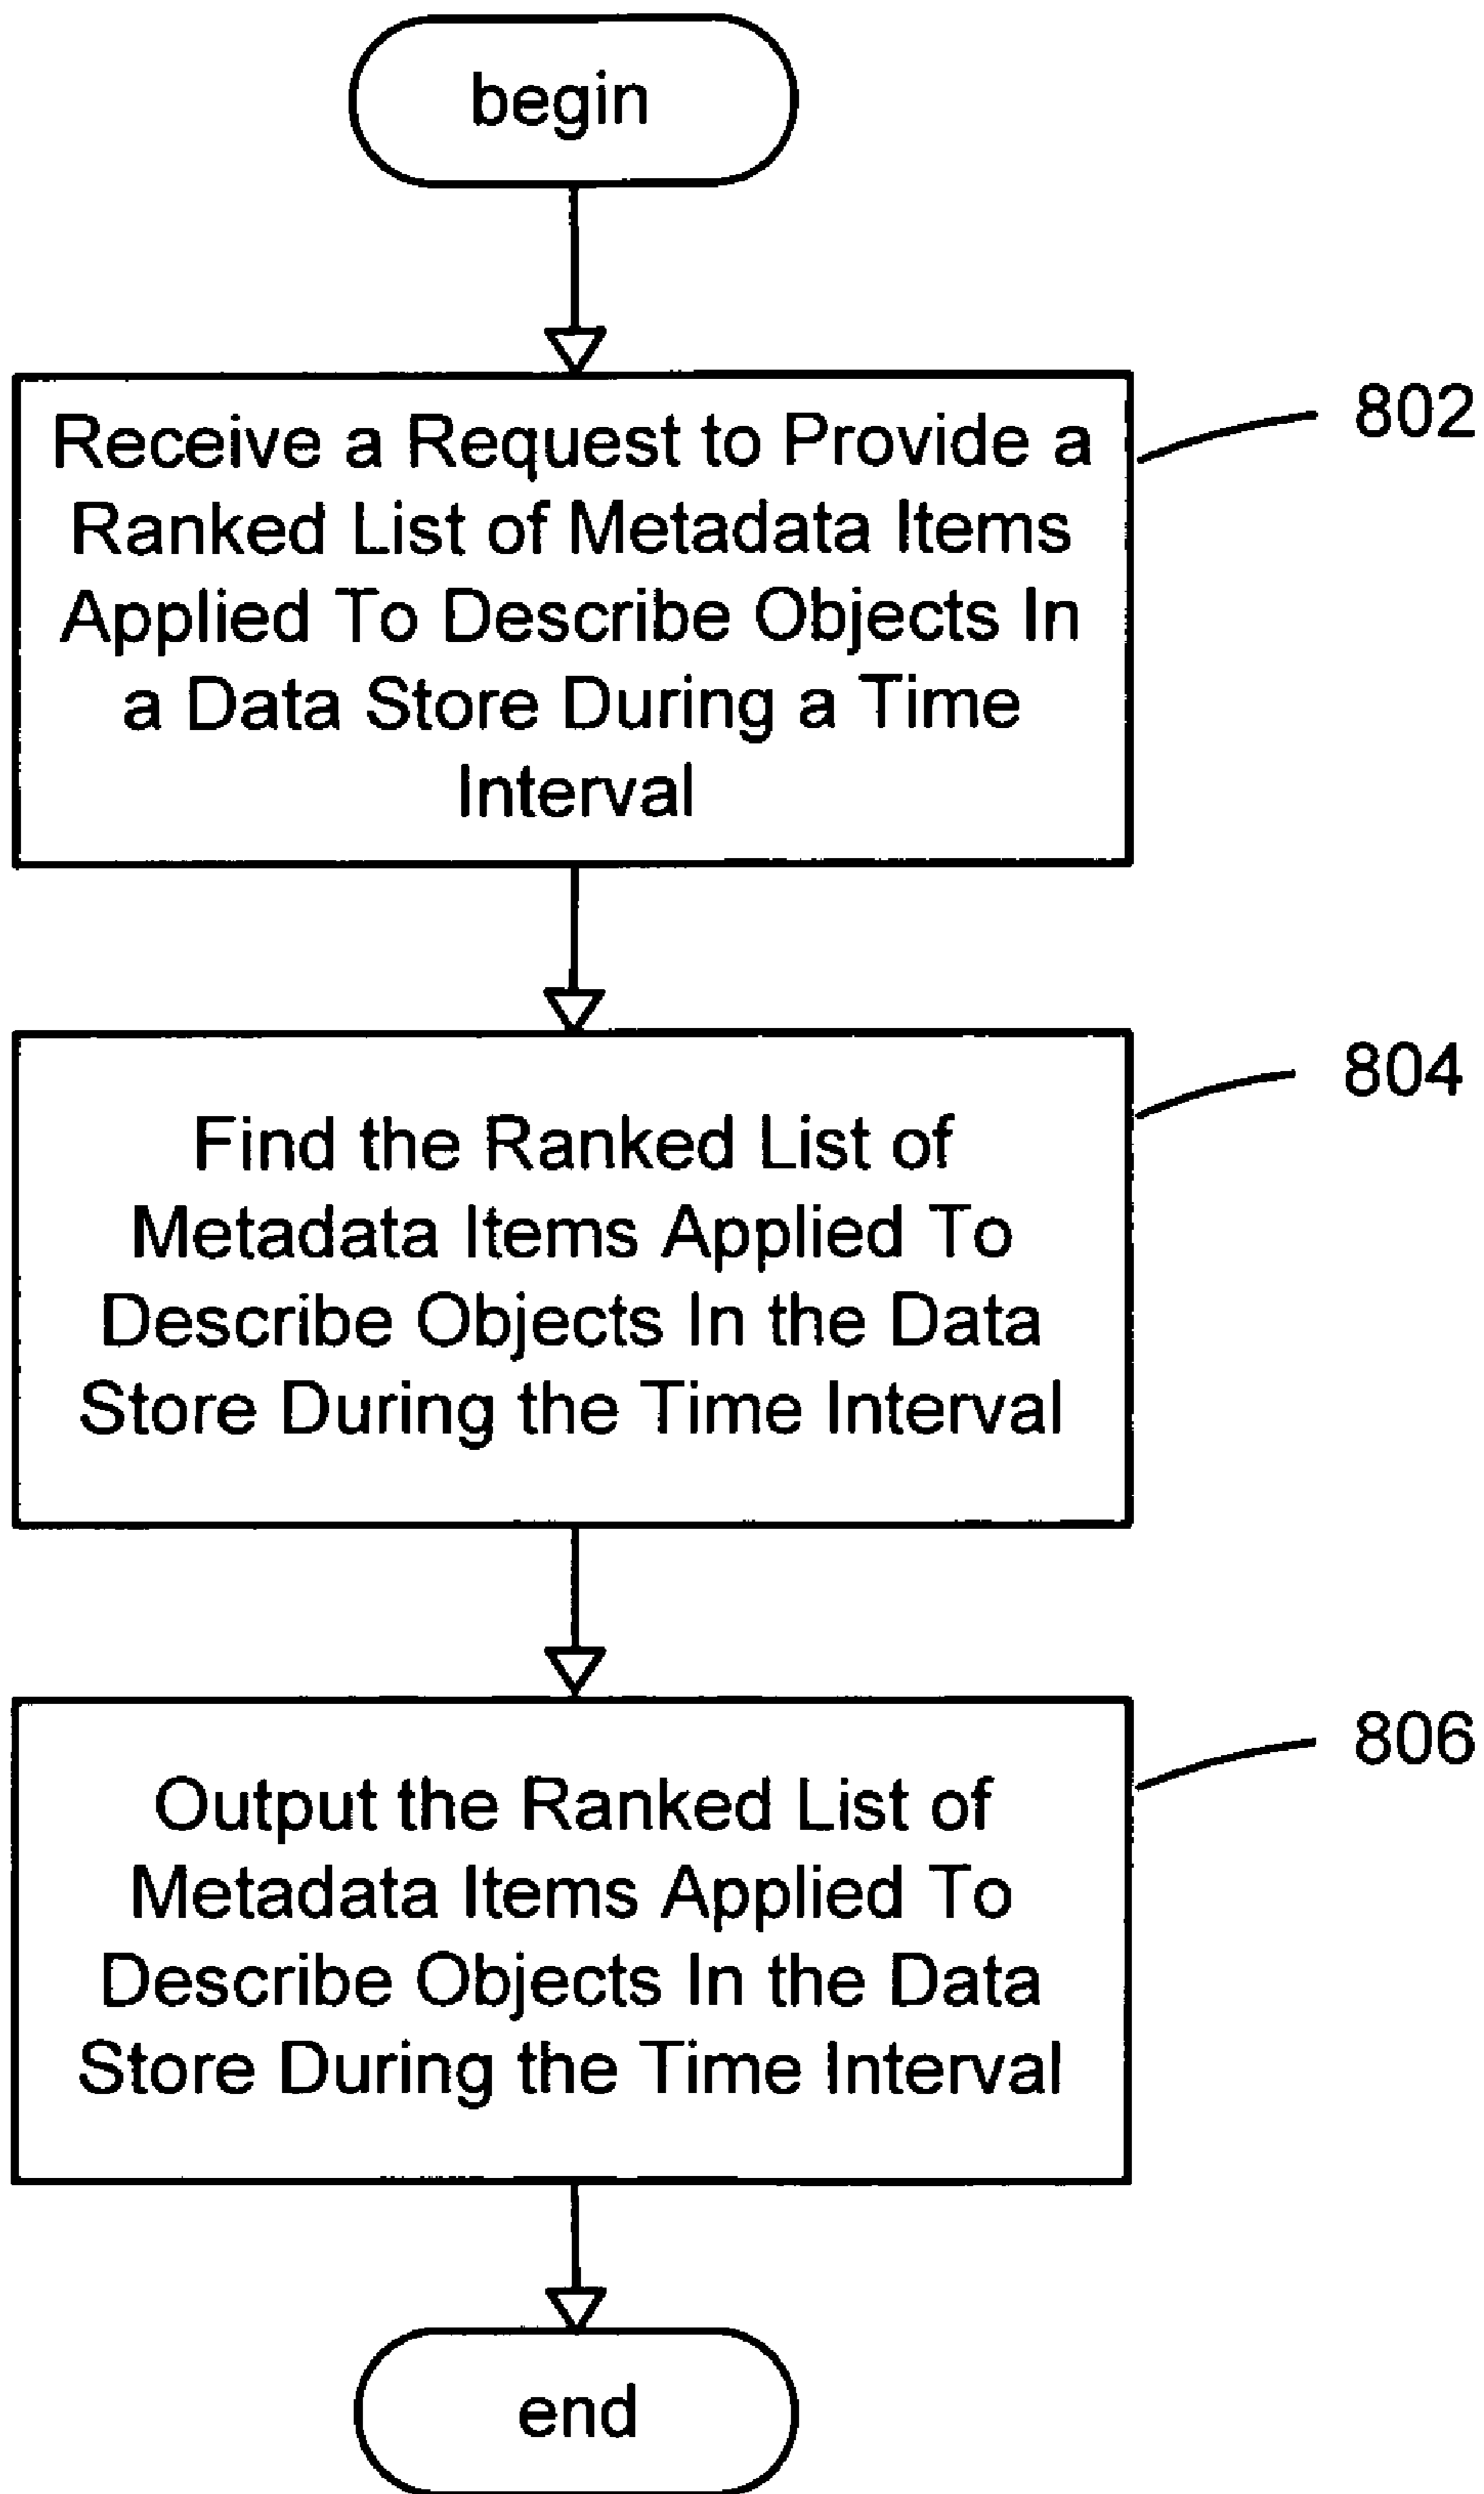 begin
Receive a Request to Provide a
Ranked List of Metadata Items
Applied To Describe Objects In
a Data Store During a Time
Interval
802
Find the Ranked List of
Metadata Items Applied To
Describe Objects In the Data
Store During the Time Interval
804
Output the Ranked List of
Metadata Items Applied To
Describe Objects In the Data
Store During the Time Interval
806
end